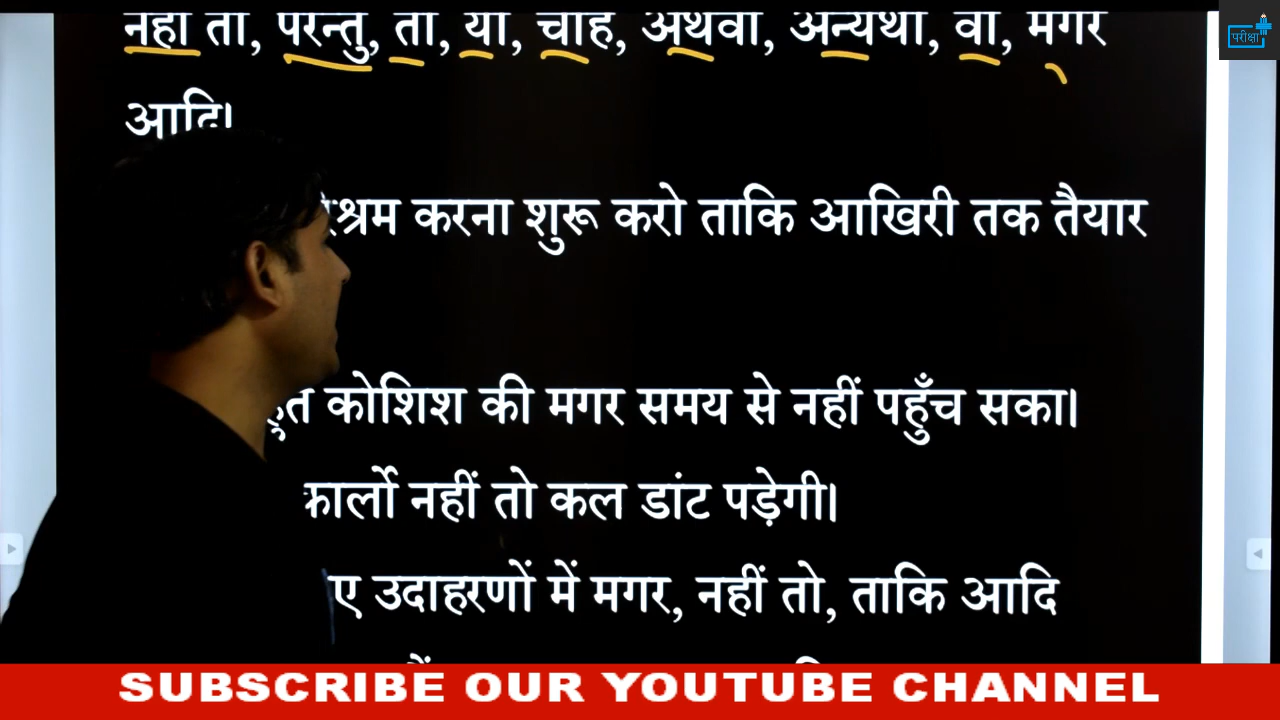 नहीं तो, परन्तु, तो, या, चाहे, अथवा, अन्यथा, वा, मगर
परीक्षा
आदि।
करना शुरू करो ताकि आखिरी तक तैयार
कोशिश की मगर समय से नहीं पहुँच सका।
नहीं तो कल डांट पड़ेगी।
उदाहरणों में मगर, नहीं तो, ताकि आदि
SUBSCRIBE OUR YOUTUBE CHANNEL